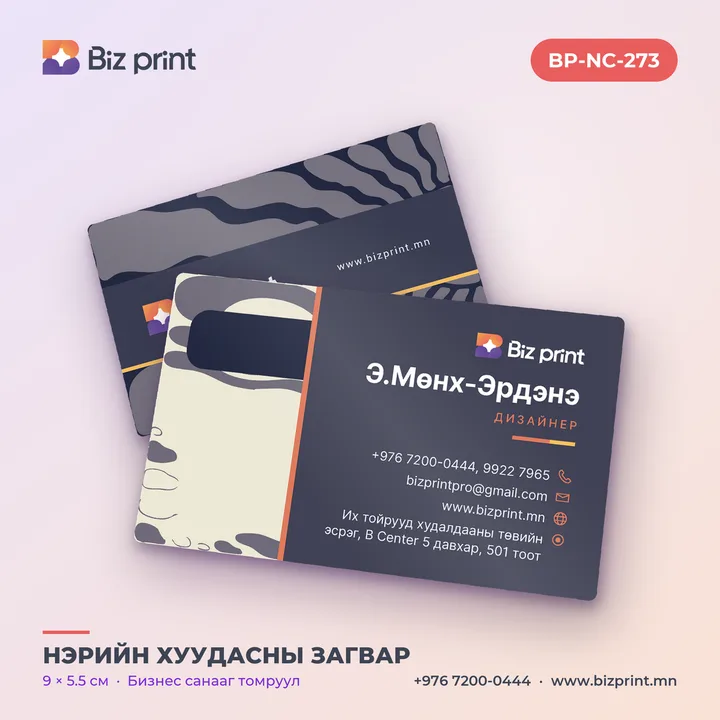 Biz print
BP-NC-273
www.bizprint.mn
Biz print
Э.Мөнх-Эрдэнэ
ДИЗАЙНЕР
+976 7200-0444, 9922 7965
bizprintpro@gmail.com
www.bizprint.mn
Их тойрууд худалдааны төвийн
эсрэг, B Center 5 давхар, 501 тоот
НЭРИЙН ХУУДАСНЫ ЗАГВАР
9 × 5.5 см · Бизнес санааг томруул
+976 7200-0444 · www.bizprint.mn